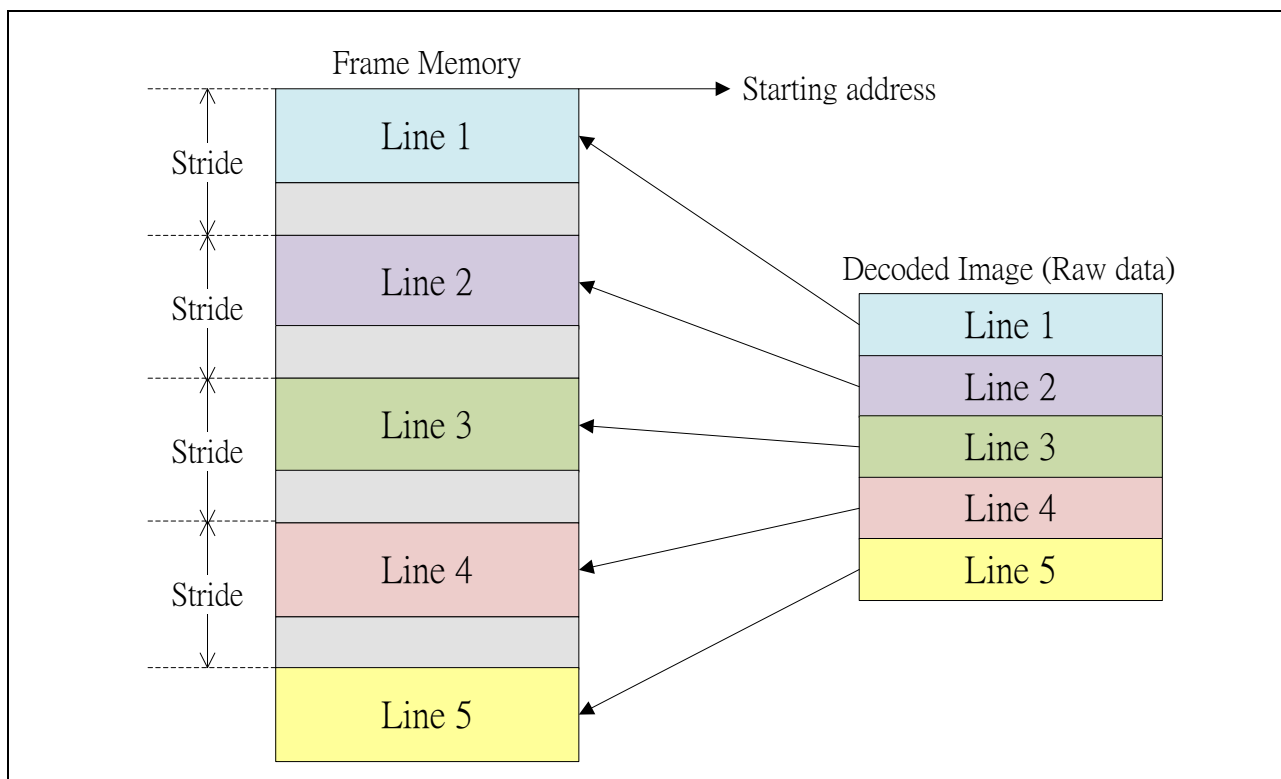 Frame Memory
Starting address
Line 1
Stride
Line 2
Stride
Line 3
Stride
Line 4
Stride
Line 5
Decoded Image (Raw data)
Line 1
Line 2
Line 3
Line 4
Line 5